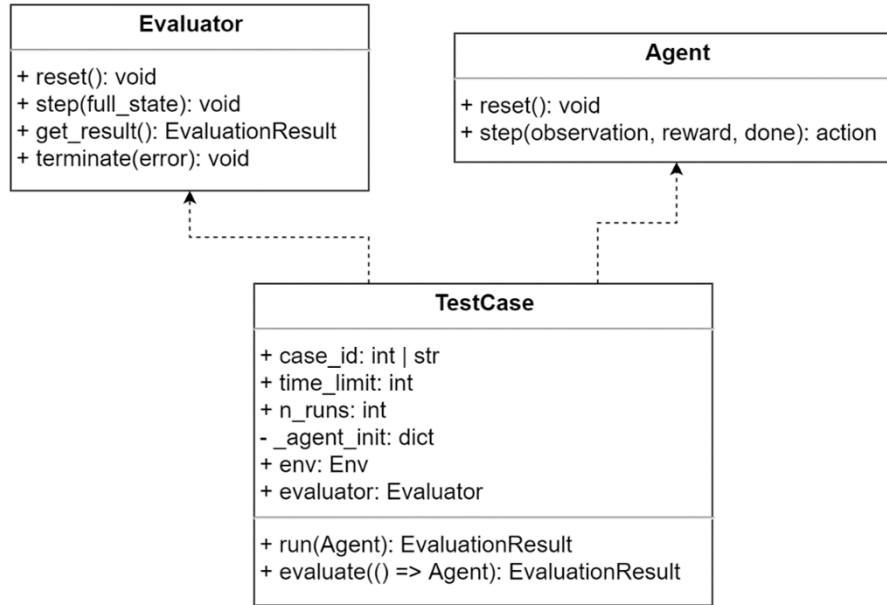 Evaluator
+ reset(): void
+ step(full_state): void
+ get_result(): EvaluationResult
+ terminate(error): void
Agent
+ reset(): void
+ step(observation, reward, done): action
TestCase
+ case_id: int | str
+ time_limit: int
+ n_runs: int
- _agent_init: dict
+ env: Env
+ evaluator: Evaluator
+ run(Agent): EvaluationResult
+ evaluate(() => Agent): EvaluationResult